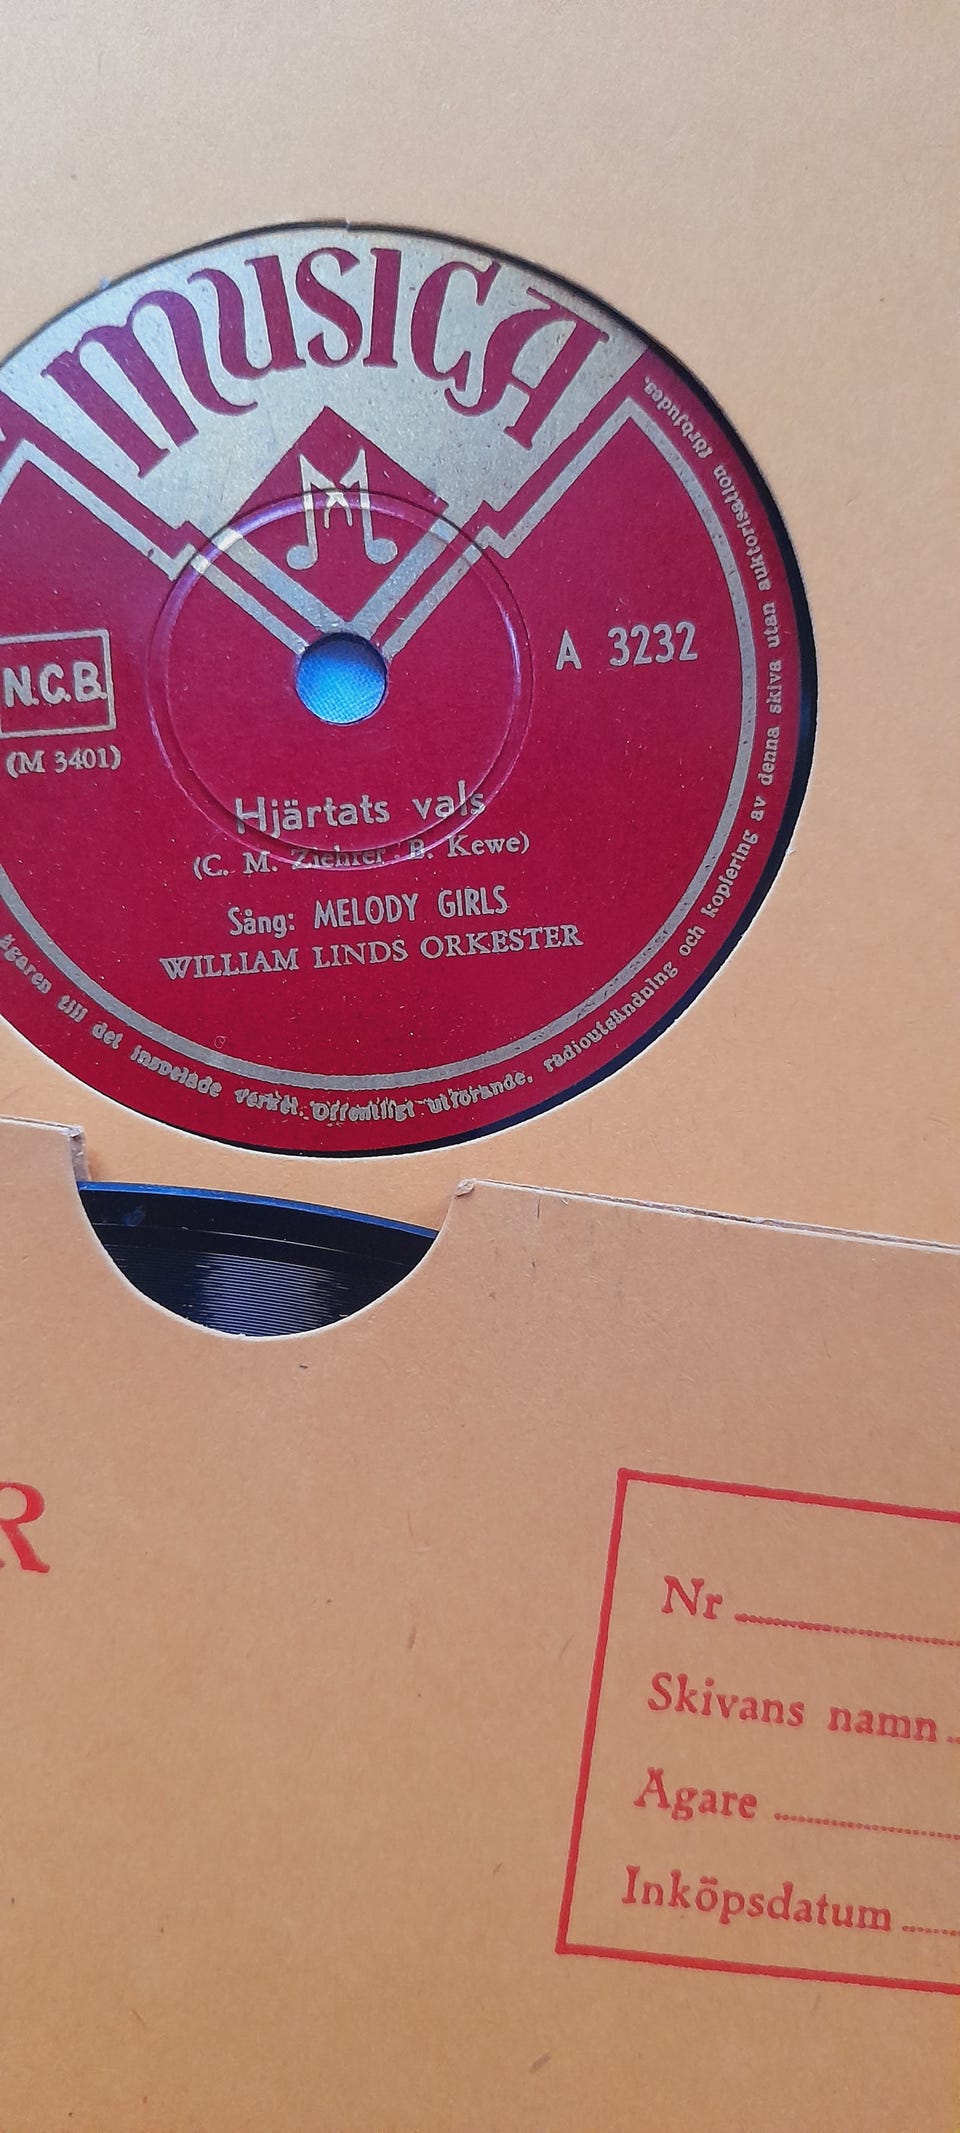 MUSICA
M
A 3232
N.C.B.
(M 3401)
Hjärtats vals
(C. M. Ziehrer. B. Kewe)
Sång: MELODY GIRLS
WILLIAM LINDS ORKESTER
ägaren till det inspelade verket. Offentligt utförande, radioutsändning och kopiering av denna skiva utan auktorisation förbjudes.
R
Nr
Skivans namn
Ägare
Inköpsdatum